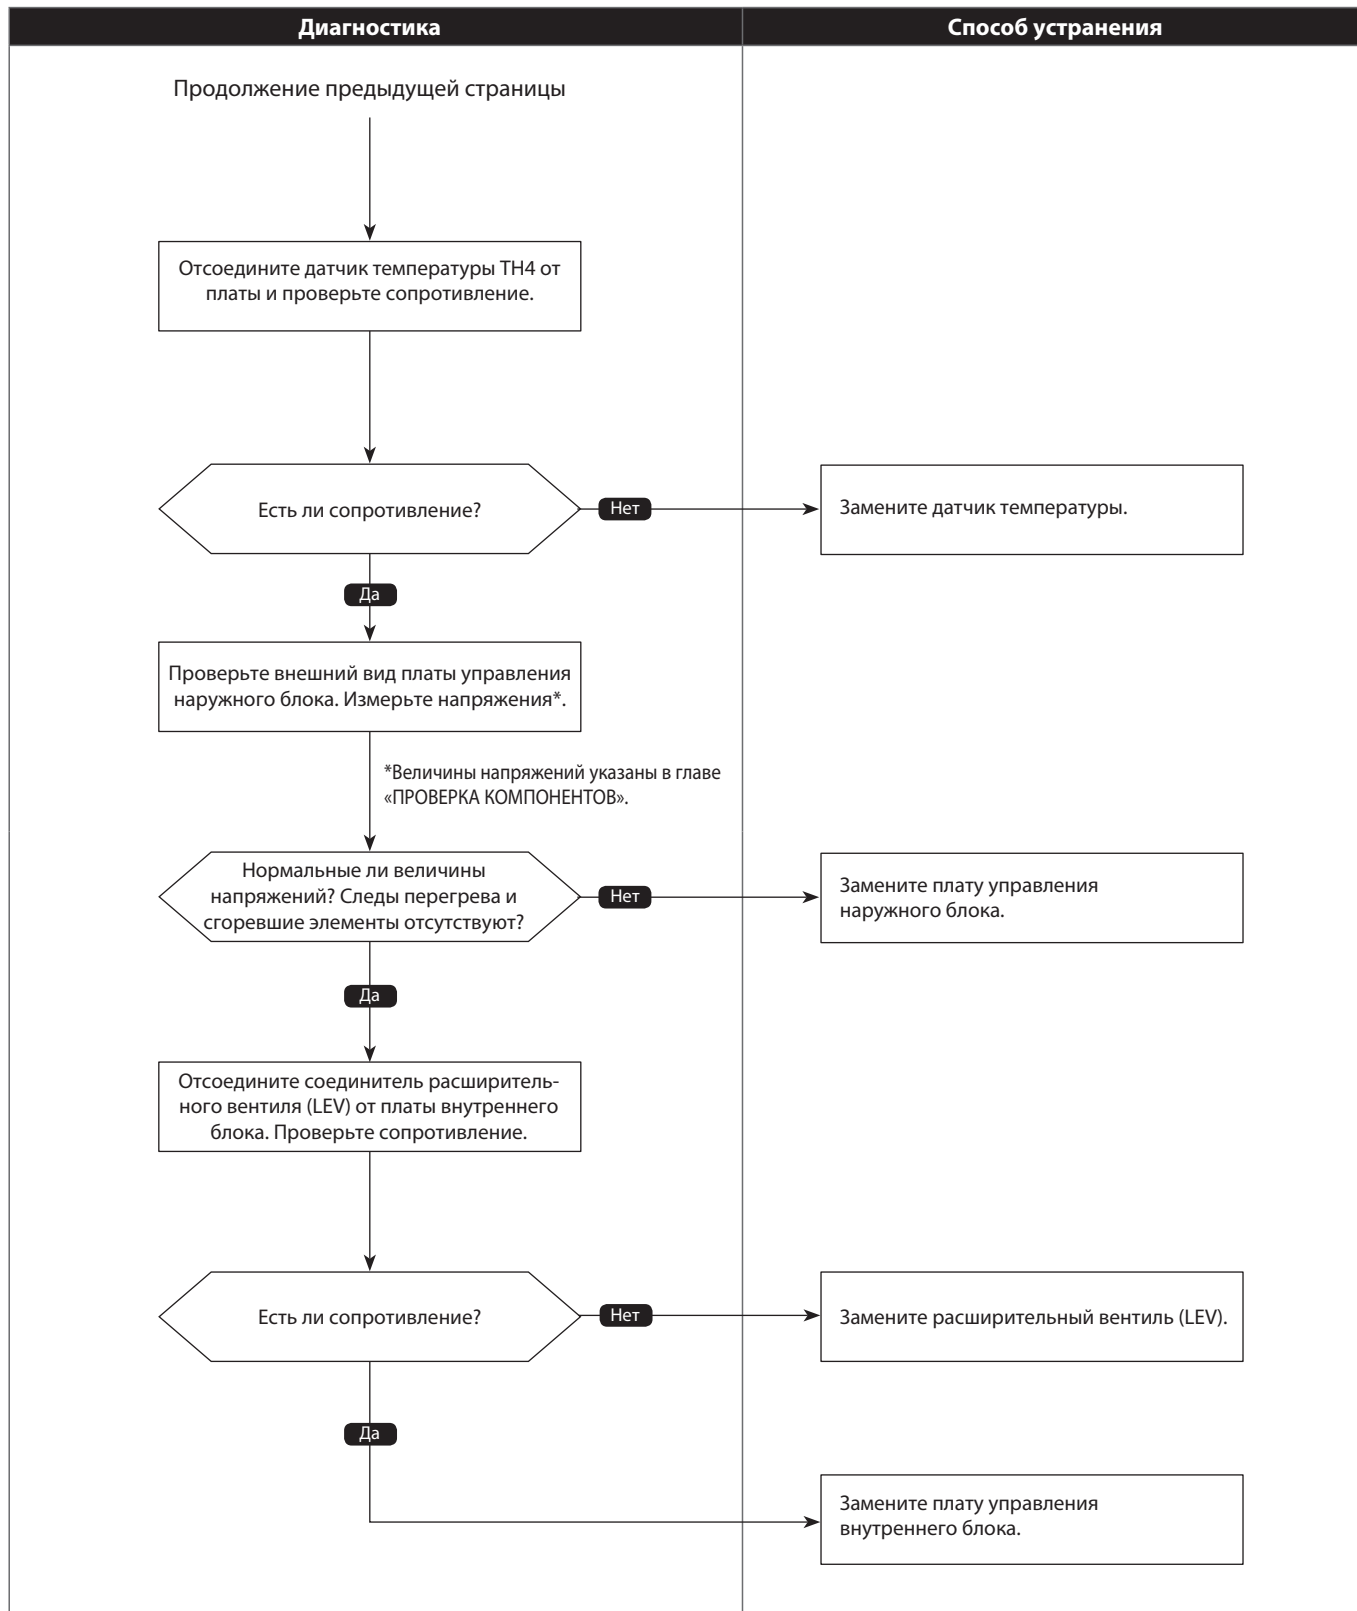 Диагностика
Способ устранения
Продолжение предыдущей страницы
Отсоедините датчик температуры TH4 от
платы и проверьте сопротивление.
Есть ли сопротивление?
Нет
Замените датчик температуры.
Да
Проверьте внешний вид платы управления
наружного блока. Измерьте напряжения*.
*Величины напряжений указаны в главе
«ПРОВЕРКА КОМПОНЕНТОВ».
Нормальные ли величины
напряжений? Следы перегрева и
сгоревшие элементы отсутствуют?
Нет
Замените плату управления
наружного блока.
Да
Отсоедините соединитель расширитель-
ного вентиля (LEV) от платы внутреннего
блока. Проверьте сопротивление.
Есть ли сопротивление?
Нет
Замените расширительный вентиль (LEV).
Да
Замените плату управления
внутреннего блока.